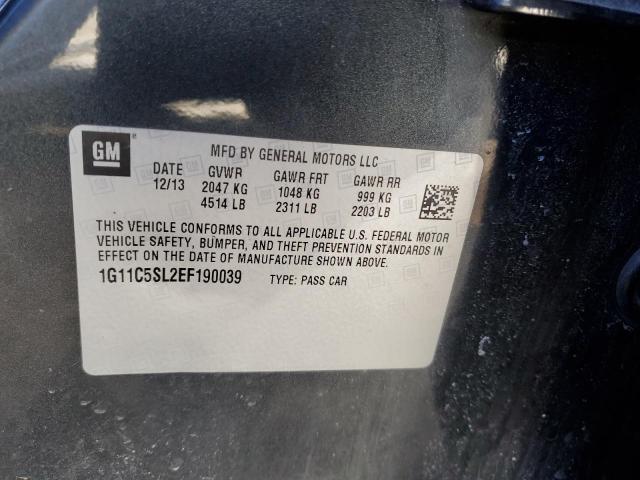 GM
MFD BY GENERAL MOTORS LLC
DATE GVWR GAWR FRT GAWR RR
12/13 2047 KG 1048 KG 999 KG
4514 LB 2311 LB 2203 LB
THIS VEHICLE CONFORMS TO ALL APPLICABLE U.S. FEDERAL MOTOR
VEHICLE SAFETY, BUMPER, AND THEFT PREVENTION STANDARDS IN
EFFECT ON THE DATE OF MANUFACTURE SHOWN ABOVE.
1G11C5SL2EF190039 TYPE: PASS CAR